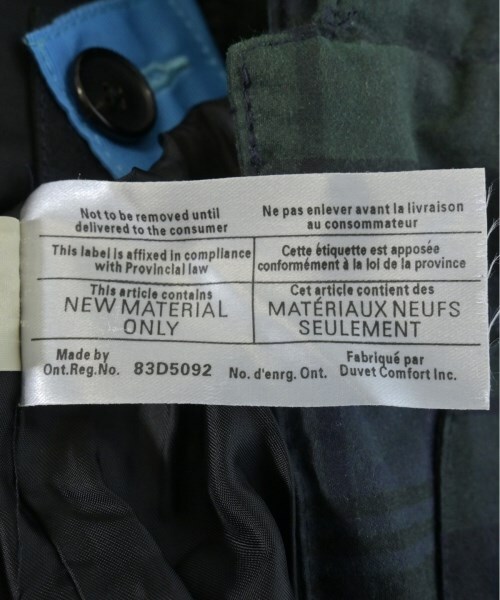 Not to be removed until
delivered to the consumer
Ne pas enlever avant la livraison
au consommateur
This label is affixed in compliance
with Provincial law
Cette étiquette est apposée
conformément à la loi de la province
This article contains
NEW MATERIAL
ONLY
Cet article contient des
MATÉRIAUX NEUFS
SEULEMENT
Made by
Ont.Reg.No. 83D5092 No. d'enrg. Ont.
Fabriqué par
Duvet Comfort Inc.